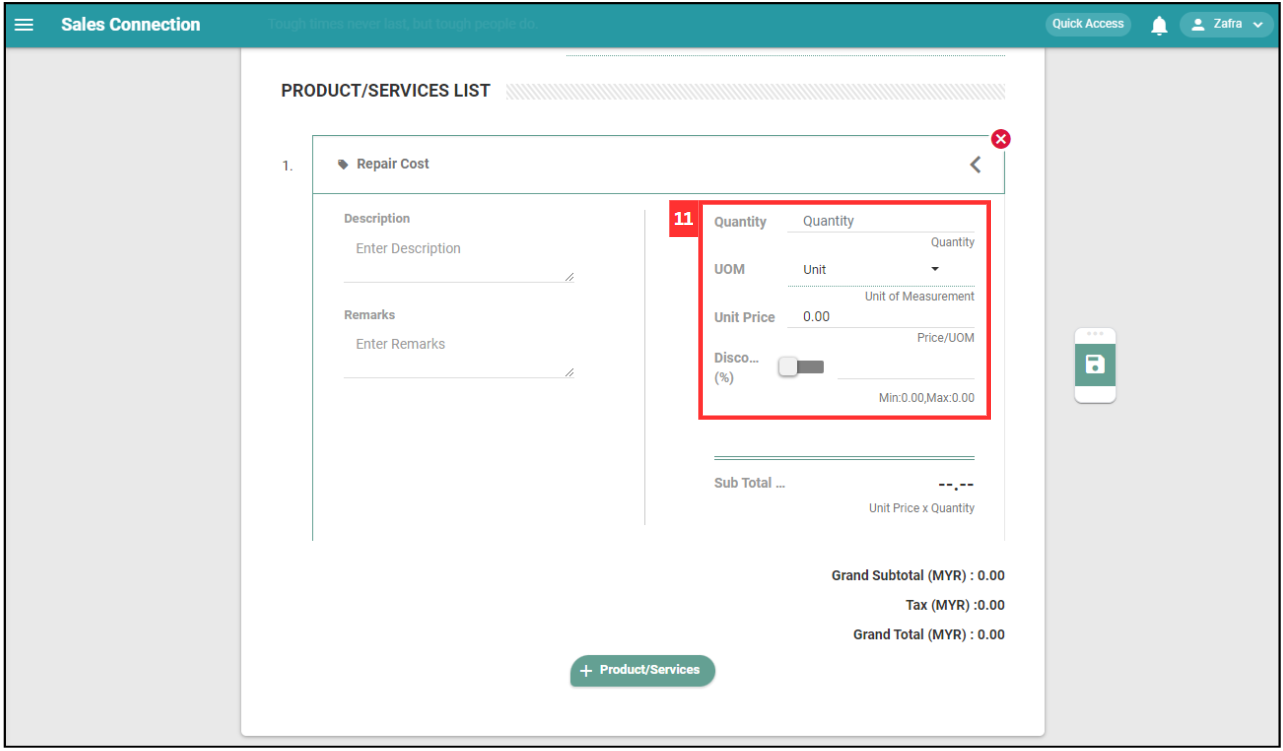 Sales Connection
Tough times never last, but tough people do.
Quick Access
Zafra
PRODUCT/SERVICES LIST
1.
Repair Cost
Description
Enter Description
Remarks
Enter Remarks
11
Quantity Quantity
Quantity
UOM Unit
Unit of Measurement
Unit Price 0.00
Price/UOM
Disco...
(%)
Min:0.00,Max:0.00
Sub Total ... --.--
Unit Price x Quantity
Grand Subtotal (MYR) : 0.00
Tax (MYR) :0.00
Grand Total (MYR) : 0.00
+ Product/Services